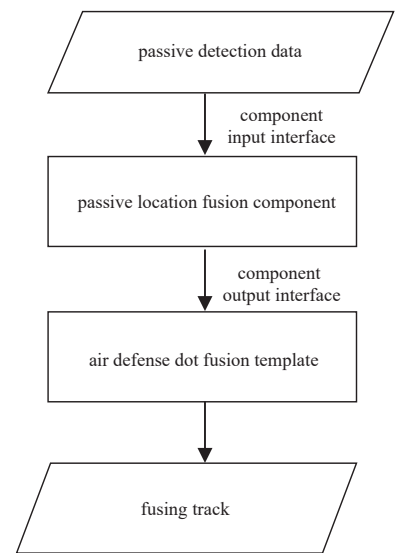 passive detection data
component
input interface
passive location fusion component
component
output interface
air defense dot fusion template
fusing track